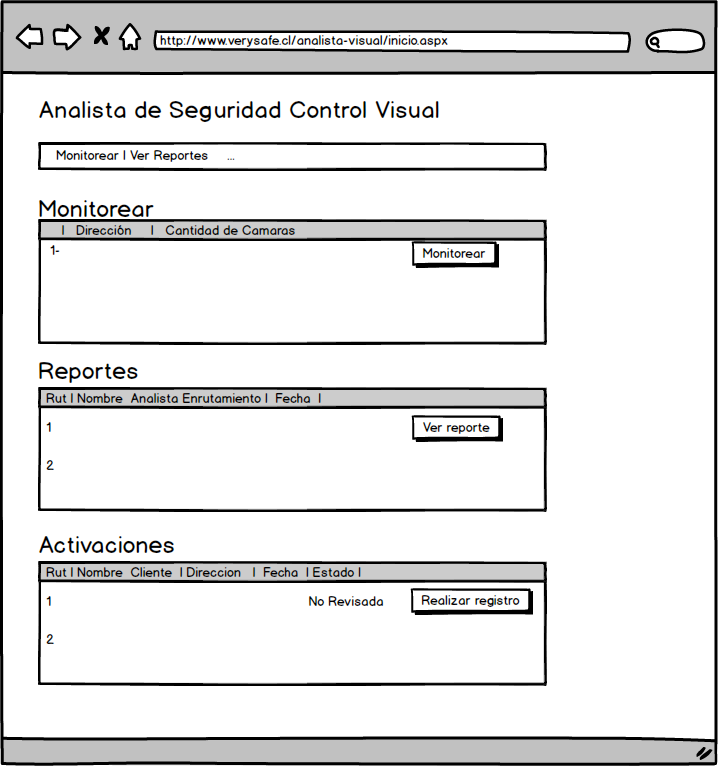 http://www.verysafe.cl/analista-visual/inicio.aspx
Analista de Seguridad Control Visual
Monitorear | Ver Reportes ...
Monitorear
| Dirección | Cantidad de Camaras
1- Monitorear
Reportes
Rut | Nombre Analista Enrutamiento | Fecha |
1 Ver reporte
2
Activaciones
Rut | Nombre Cliente | Direccion | Fecha | Estado |
1 No Revisada Realizar registro
2